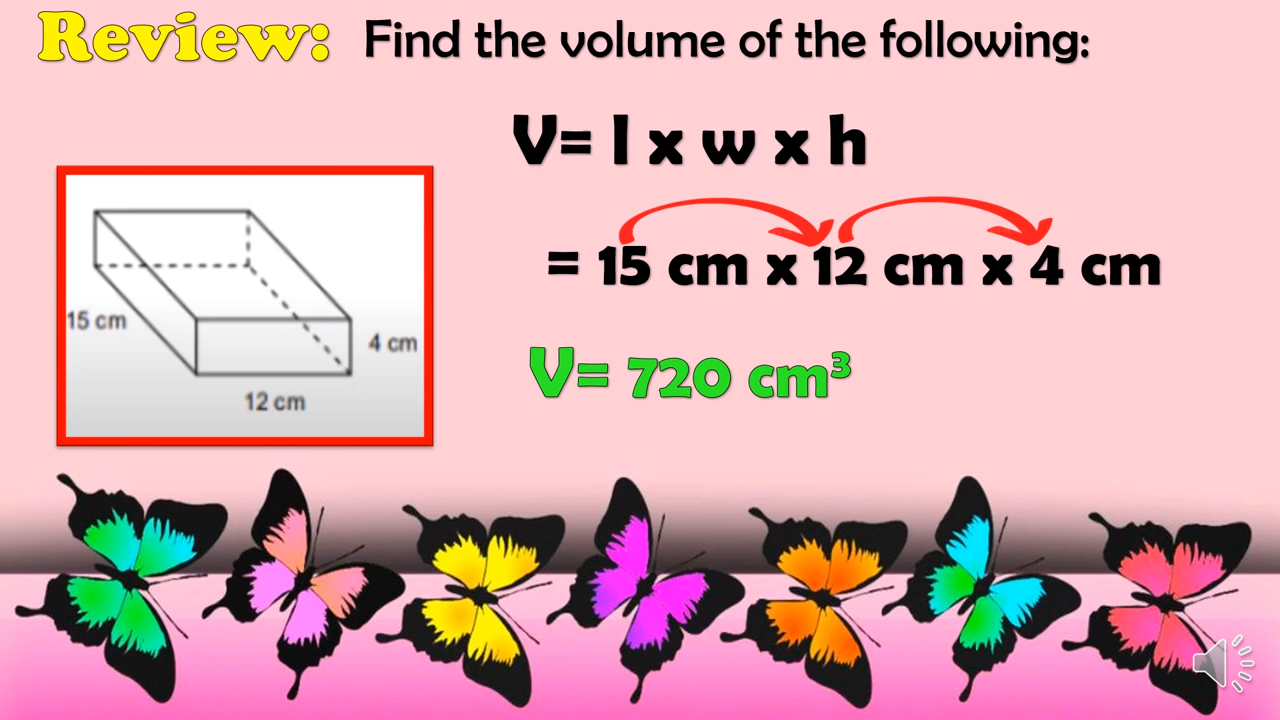 Review: Find the volume of the following:
V= l x w x h
= 15 cm x 12 cm x 4 cm
15 cm
4 cm
12 cm
V= 720 cm³